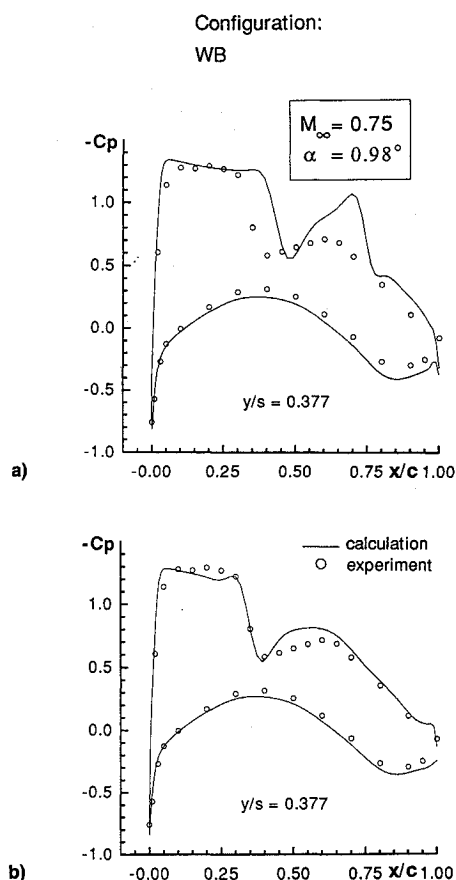 Configuration:
WB
M∞ = 0.75
α = 0.98°
-Cp
1.0
0.5
0.0
-0.5
-1.0
y/s = 0.377
-0.00 0.25 0.50 0.75 x/c 1.00
a)
-Cp
calculation
experiment
1.0
0.5
0.0
-0.5
-1.0
y/s = 0.377
-0.00 0.25 0.50 0.75 x/c 1.00
b)